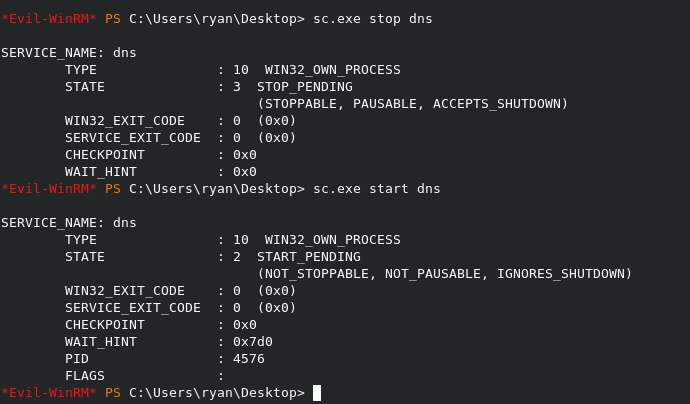 *Evil-WinRM* PS C:\Users\ryan\Desktop> sc.exe stop dns
SERVICE_NAME: dns
TYPE : 10 WIN32_OWN_PROCESS
STATE : 3 STOP_PENDING
(STOPPABLE, PAUSABLE, ACCEPTS_SHUTDOWN)
WIN32_EXIT_CODE : 0 (0x0)
SERVICE_EXIT_CODE : 0 (0x0)
CHECKPOINT : 0x0
WAIT_HINT : 0x0
*Evil-WinRM* PS C:\Users\ryan\Desktop> sc.exe start dns
SERVICE_NAME: dns
TYPE : 10 WIN32_OWN_PROCESS
STATE : 2 START_PENDING
(NOT_STOPPABLE, NOT_PAUSABLE, IGNORES_SHUTDOWN)
WIN32_EXIT_CODE : 0 (0x0)
SERVICE_EXIT_CODE : 0 (0x0)
CHECKPOINT : 0x0
WAIT_HINT : 0x7d0
PID : 4576
FLAGS :
*Evil-WinRM* PS C:\Users\ryan\Desktop>